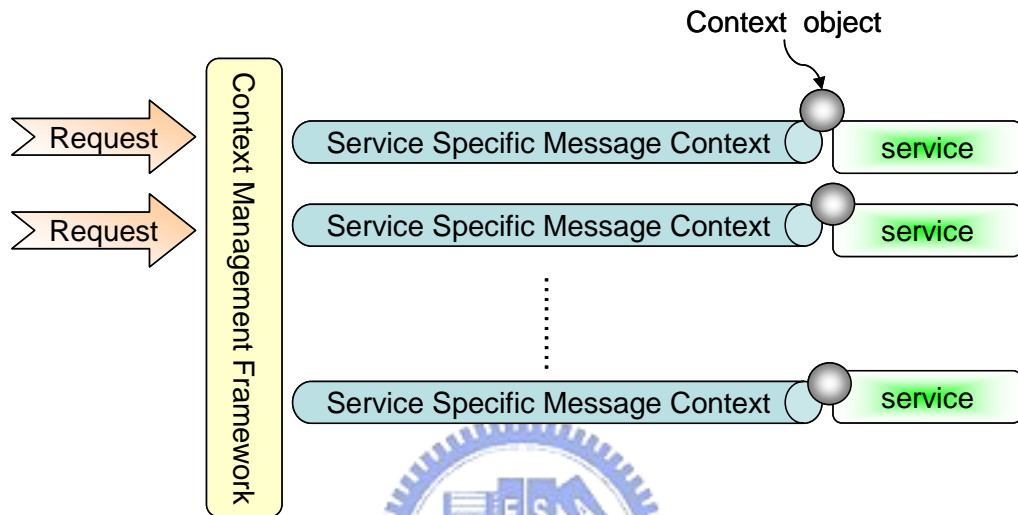 Context object
Request
Service Specific Message Context
service
Request
Service Specific Message Context
service
Context Management Framework
Service Specific Message Context
service